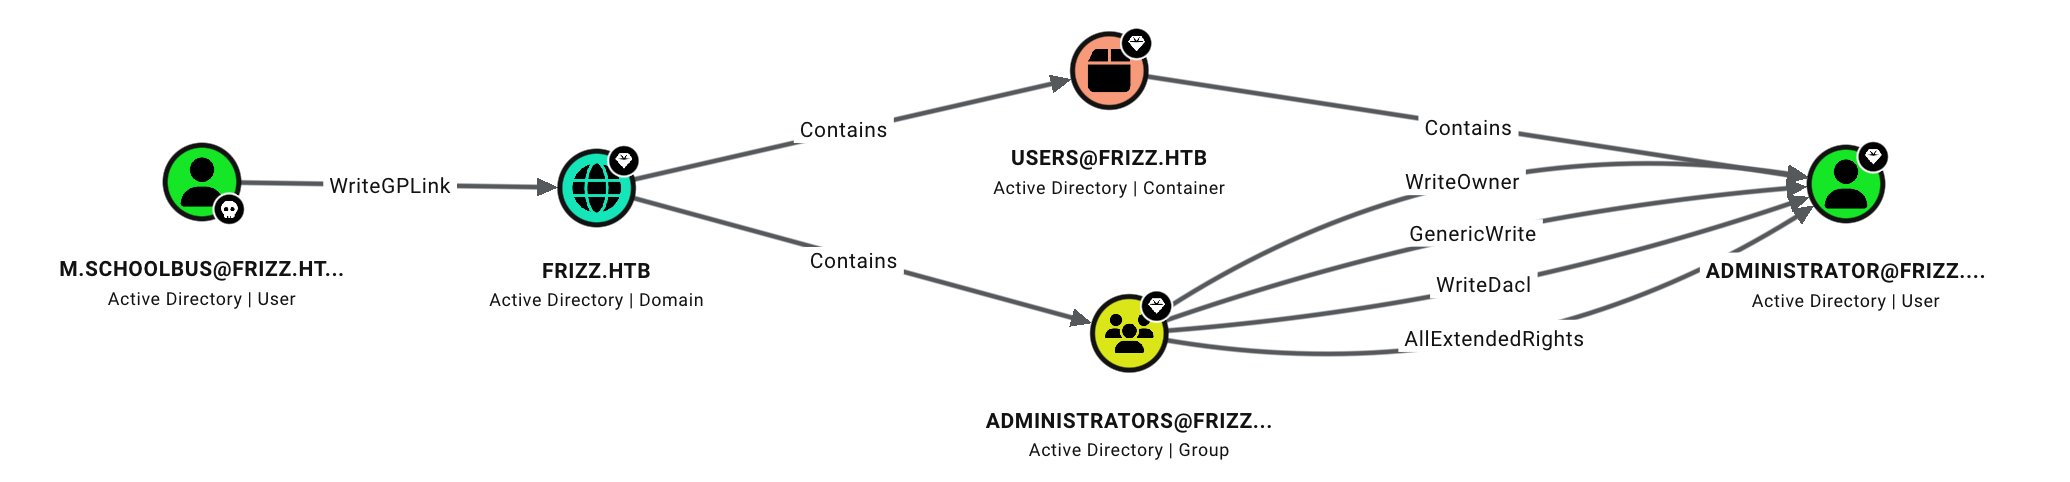 M.SCHOOLBUS@FRIZZ.HT...
Active Directory | User
WriteGPLink
FRIZZ.HTB
Active Directory | Domain
Contains
Contains
USERS@FRIZZ.HTB
Active Directory | Container
ADMINISTRATORS@FRIZZ...
Active Directory | Group
Contains
WriteOwner
GenericWrite
WriteDacl
AllExtendedRights
ADMINISTRATOR@FRIZZ....
Active Directory | User